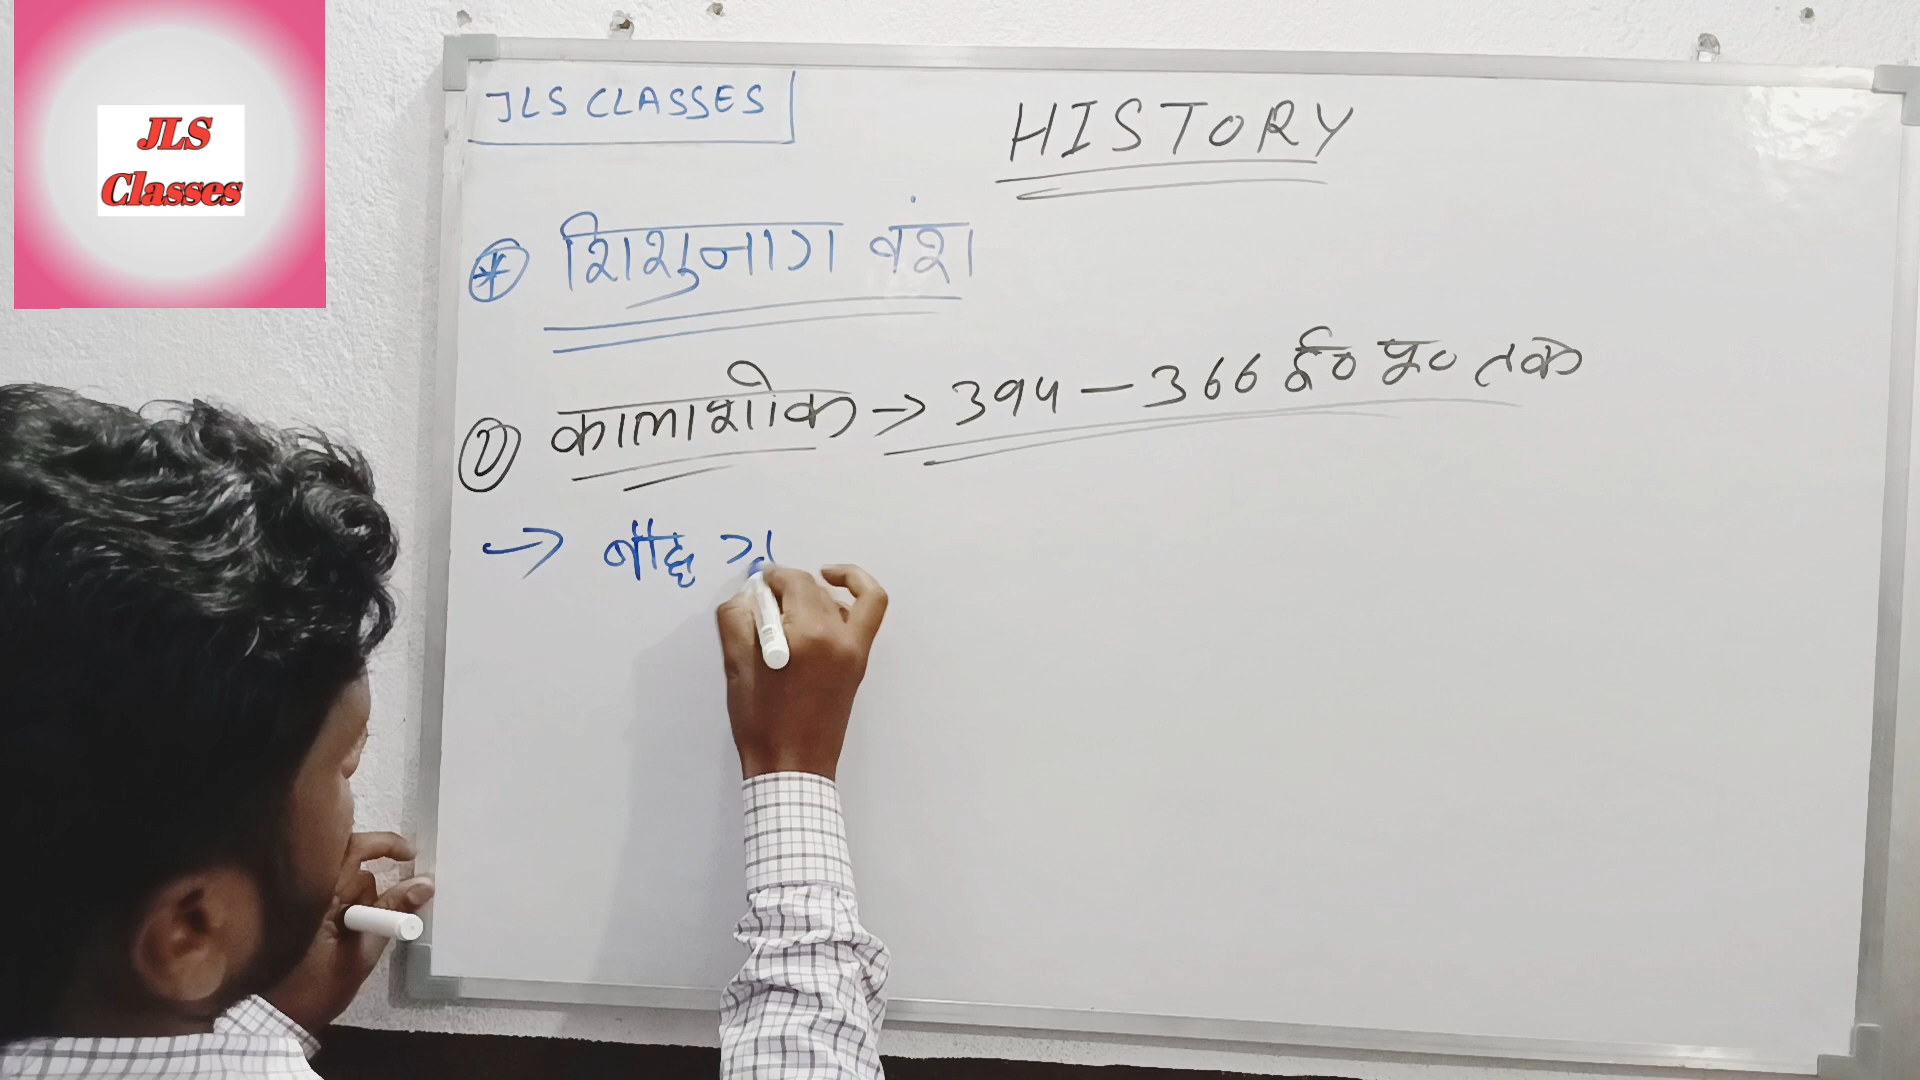 JLS
Classes
JLS CLASSES
HISTORY
* शिशुनाग वंश
① कालाशोक → 394 – 366 ई० पू० तक
→ बौद्ध